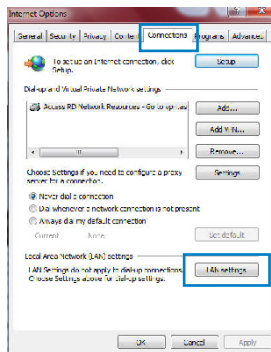 Internet Options
General Security Privacy Content Connections Programs Advanced
To set up an Internet connection, click
Setup.
Setup
Dial-up and Virtual Private Network settings
Access RD Network Resources - Go to
Add...
Add VPN...
Remove...
Choose Settings if you need to configure a proxy
server for a connection.
Settings
Never dial a connection
Dial whenever a network connection is not present
Always dial my default connection
Current None
Set default
Local Area Network (LAN) settings
LAN Settings do not apply to dial-up connections.
Choose Settings above for dial-up settings.
LAN settings
OK Cancel Apply